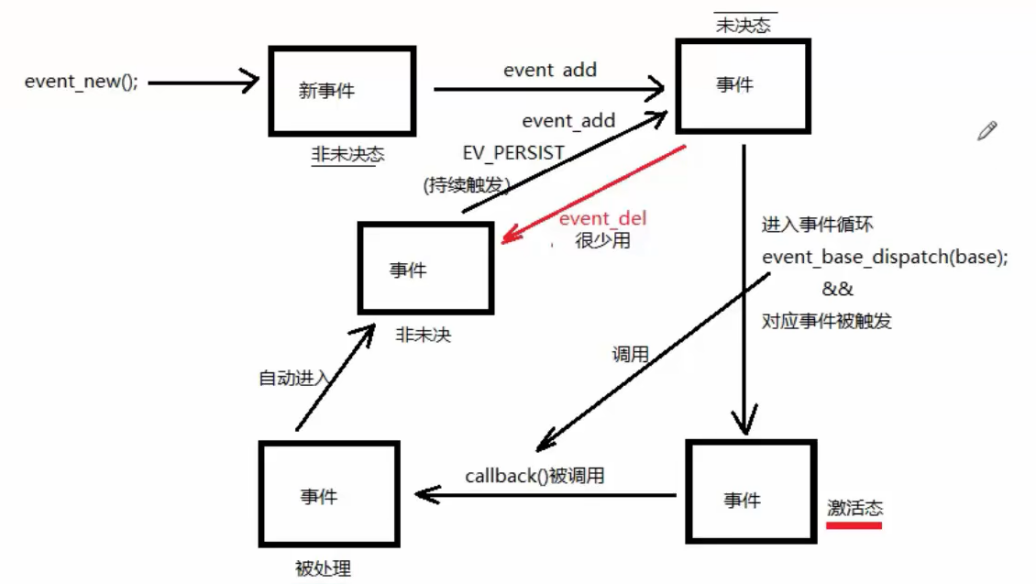 未决态
event_new();
新事件
event add
事件
非未决态
event_add
EV_PERSIST
(持续触发)
event_del
很少用
进入事件循环
event_base_dispatch(base);
&&
对应事件被触发
事件
非未决
调用
自动进入
callback()被调用
事件
事件
激活态
被处理